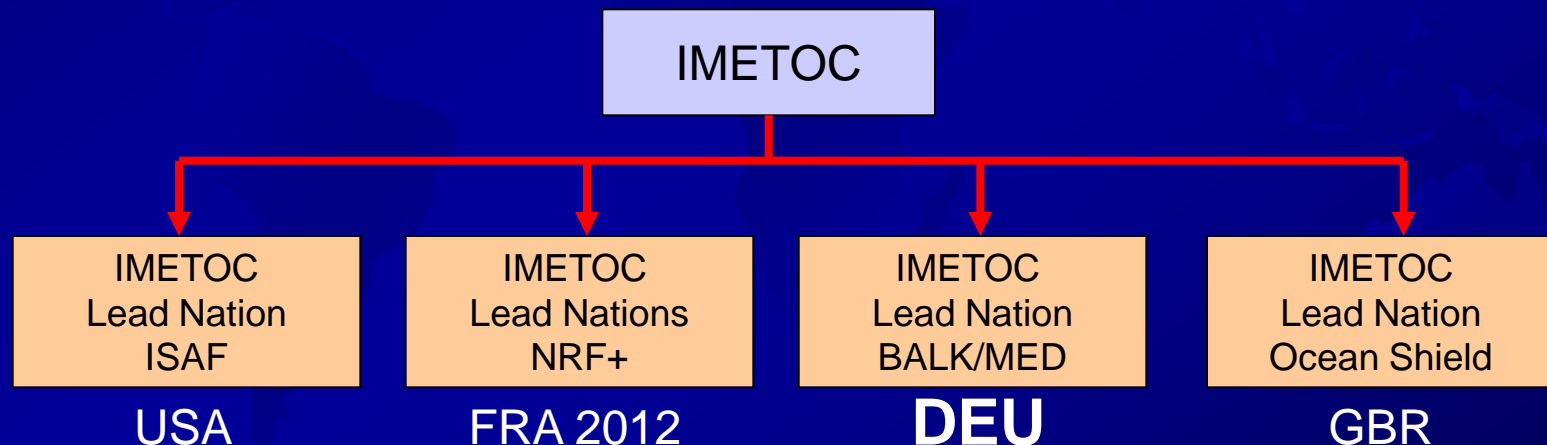 IMETOC
IMETOC
Lead Nation
ISAF
IMETOC
Lead Nations
NRF+
IMETOC
Lead Nation
BALK/MED
IMETOC
Lead Nation
Ocean Shield
USA
FRA 2012
DEU
GBR